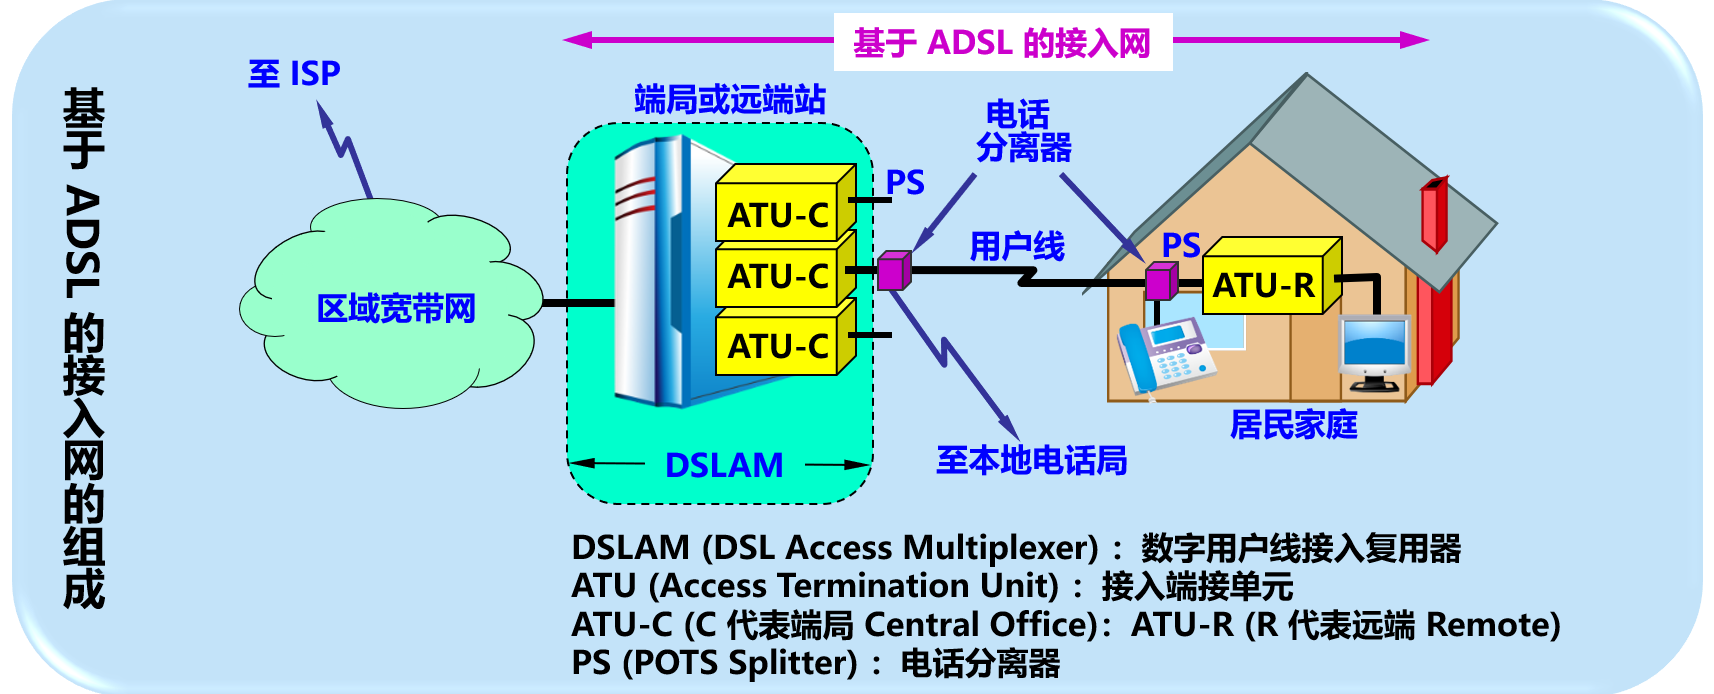 基于 ADSL 的接入网的组成
基于 ADSL 的接入网
至 ISP
端局或远端站
电话
分离器
PS
ATU-C
用户线
PS
ATU-C
ATU-R
区域宽带网
ATU-C
居民家庭
至本地电话局
DSLAM
DSLAM (DSL Access Multiplexer) ：数字用户线接入复用器
ATU (Access Termination Unit) ：接入端接单元
ATU-C (C 代表端局 Central Office)：ATU-R (R 代表远端 Remote)
PS (POTS Splitter) ：电话分离器